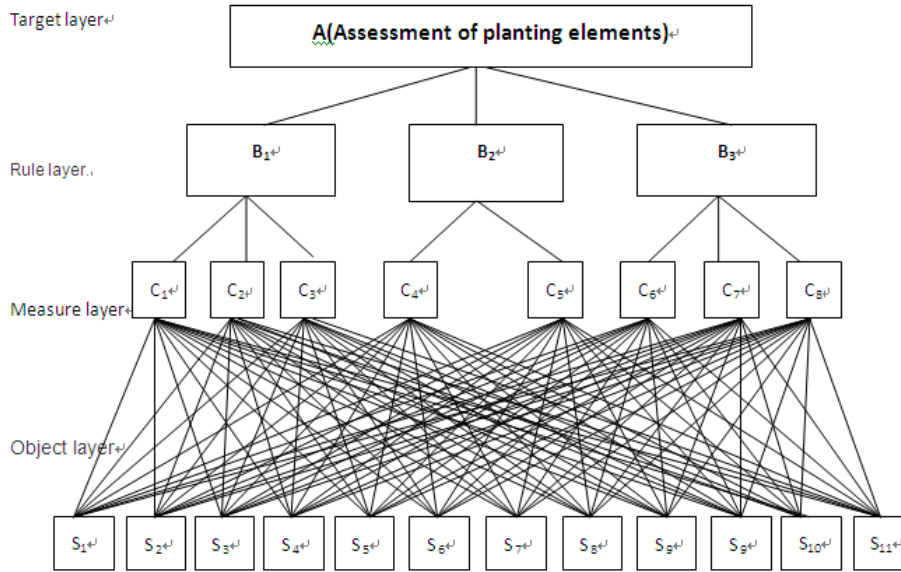 Target layer↵
A(Assessment of planting elements)↵
B₁↵ B₂↵ B₃↵
Rule layer.↓
C₁↵ C₂↵ C₃↵ C₄↵ C₅↵ C₆↵ C₇↵ C₈↵
Measure layer↵
Object layer↵
S₁↵ S₂↵ S₃↵ S₄↵ S₅↵ S₆↵ S₇↵ S₈↵ S₉↵ S₉↵ S₁₀↵ S₁₁↵